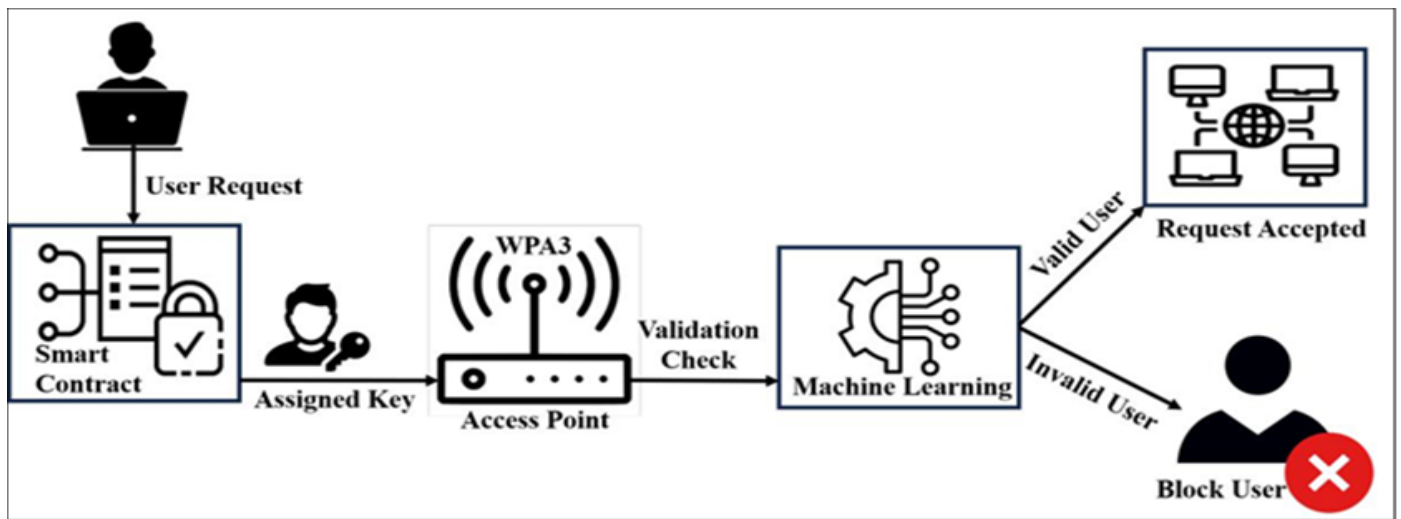 User Request
Smart
Contract
Assigned Key
WPA3
Access Point
Validation
Check
Machine Learning
Valid User
Request Accepted
Invalid User
Block User